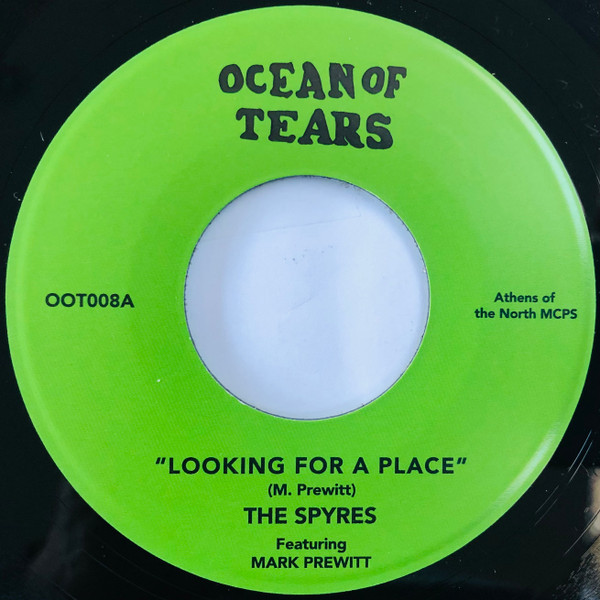 OCEAN OF
TEARS
OOT008A
Athens of
the North MCPS
"LOOKING FOR A PLACE"
(M. Prewitt)
THE SPYRES
Featuring
MARK PREWITT